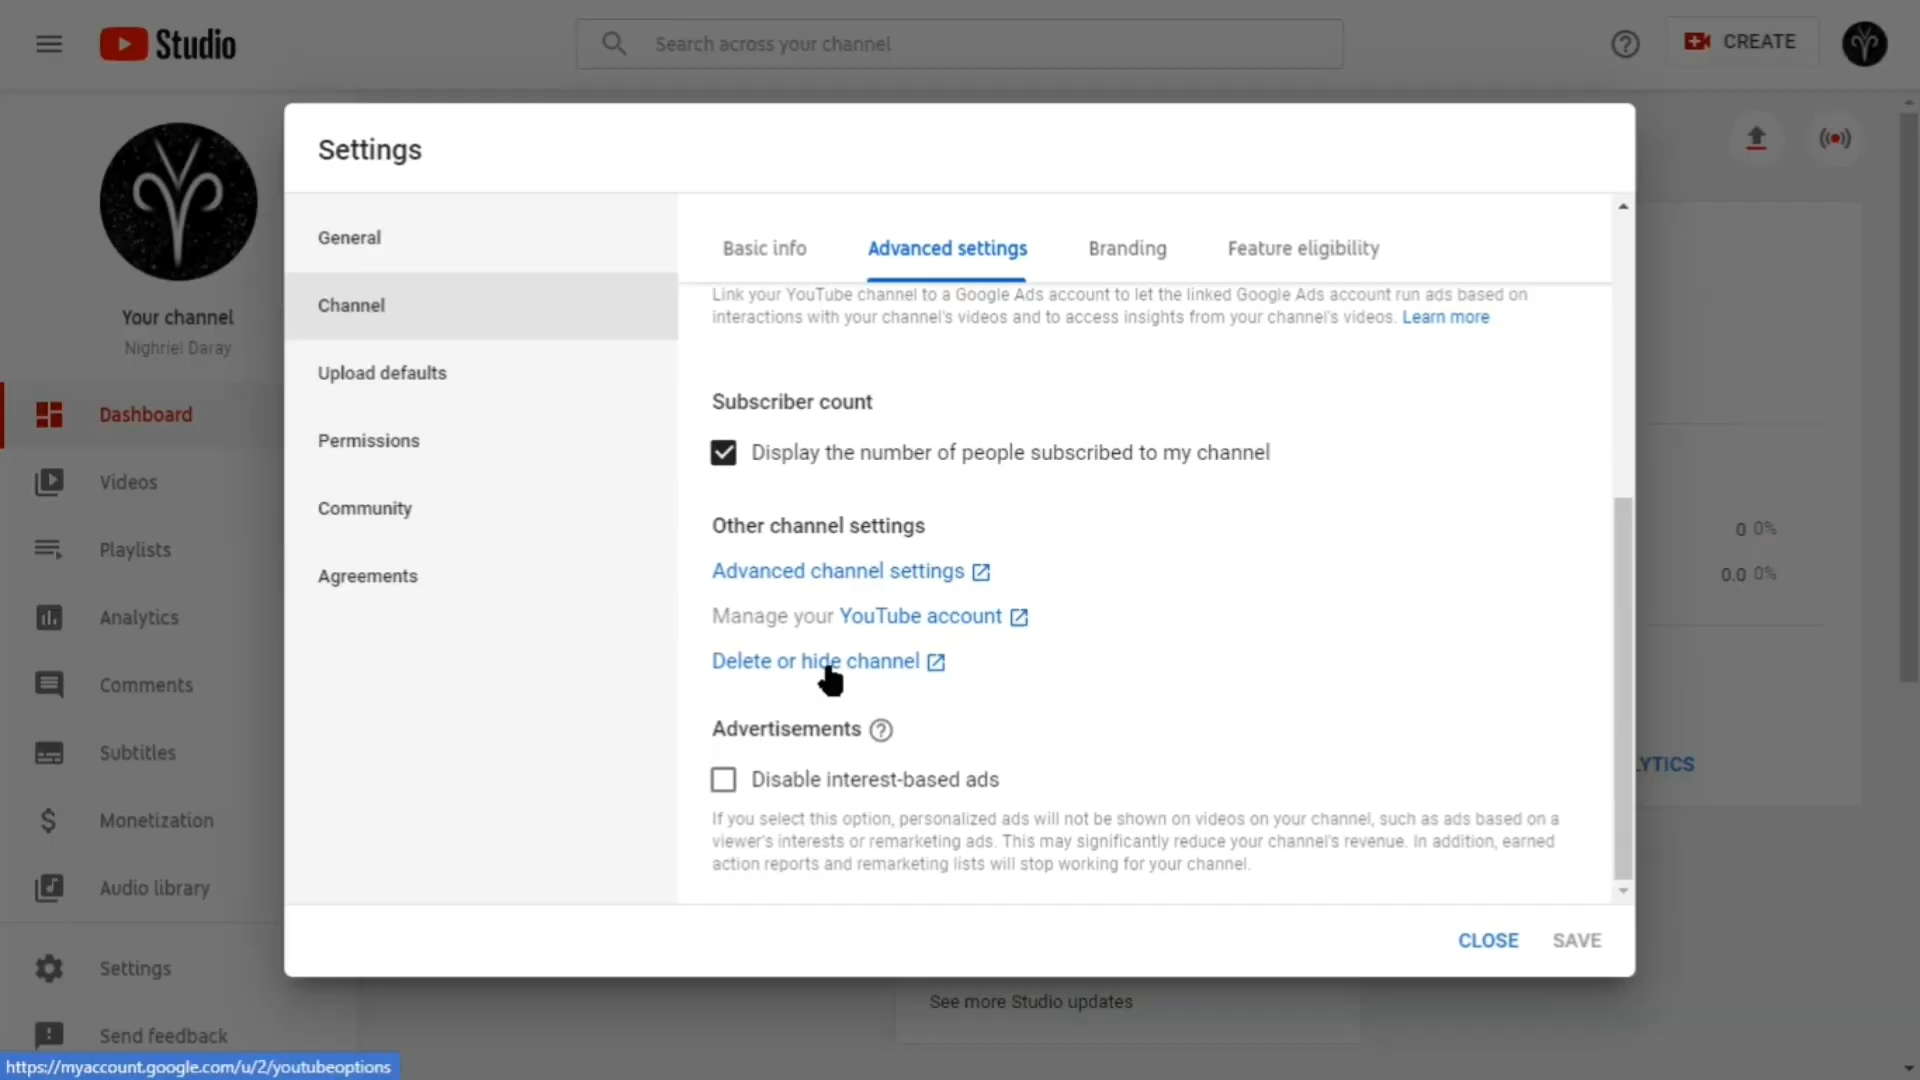 Studio
Search across your channel
CREATE
Settings
General
Channel
Upload defaults
Permissions
Community
Agreements
Basic info
Advanced settings
Branding
Feature eligibility
Link your YouTube channel to a Google Ads account to let the linked Google Ads account run ads based on
interactions with your channel's videos and to access insights from your channel's videos. Learn more
Subscriber count
Display the number of people subscribed to my channel
Other channel settings
Advanced channel settings
Manage your YouTube account
Delete or hide channel
Advertisements
Disable interest-based ads
If you select this option, personalized ads will not be shown on videos on your channel, such as ads based on a
viewer's interests or remarketing ads. This may significantly reduce your channel's revenue. In addition, earned
action reports and remarketing lists will stop working for your channel.
CLOSE
SAVE
Your channel
Nighriel Daray
Dashboard
Videos
Playlists
Analytics
Comments
Subtitles
Monetization
Audio library
Settings
Send feedback
0 0%
0.0 0%
LYTICS
See more Studio updates
https://myaccount.google.com/u/2/youtubeoptions